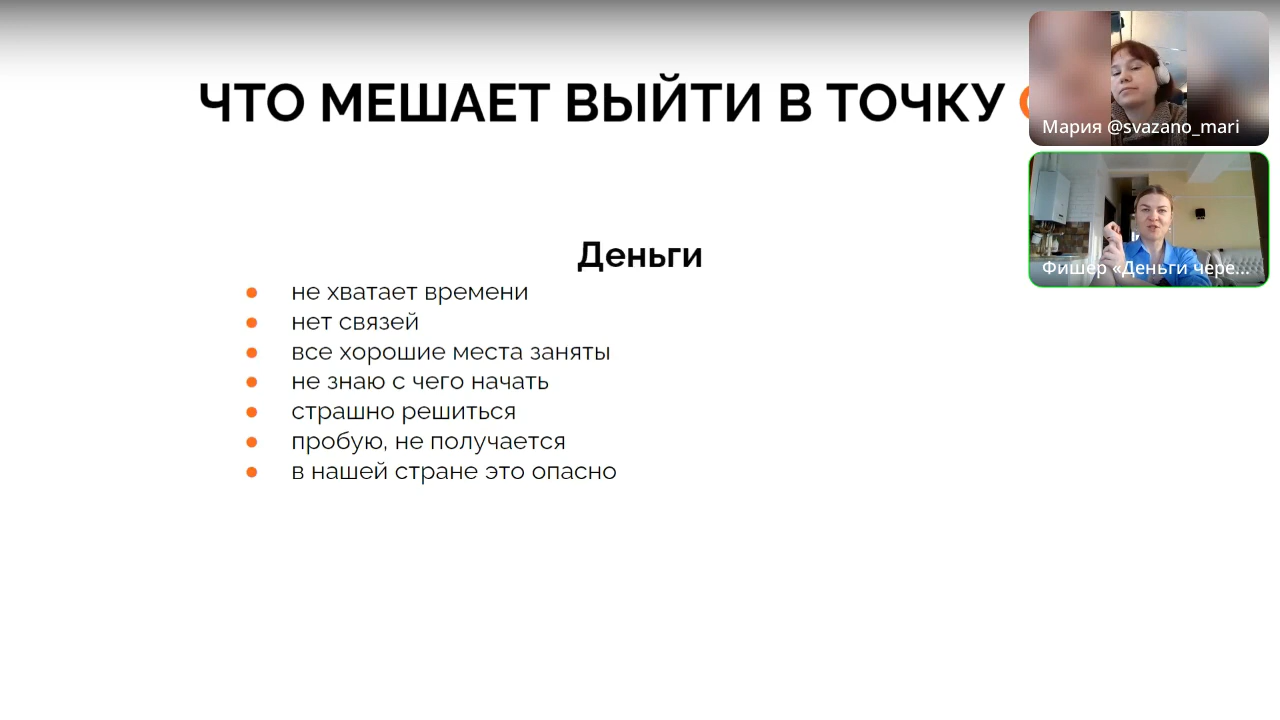 ЧТО МЕШАЕТ ВЫЙТИ В ТОЧКУ
Мария @svazano_mari
Фишер «Деньги чере...
Деньги
не хватает времени
нет связей
все хорошие места заняты
не знаю с чего начать
страшно решиться
пробую, не получается
в нашей стране это опасно